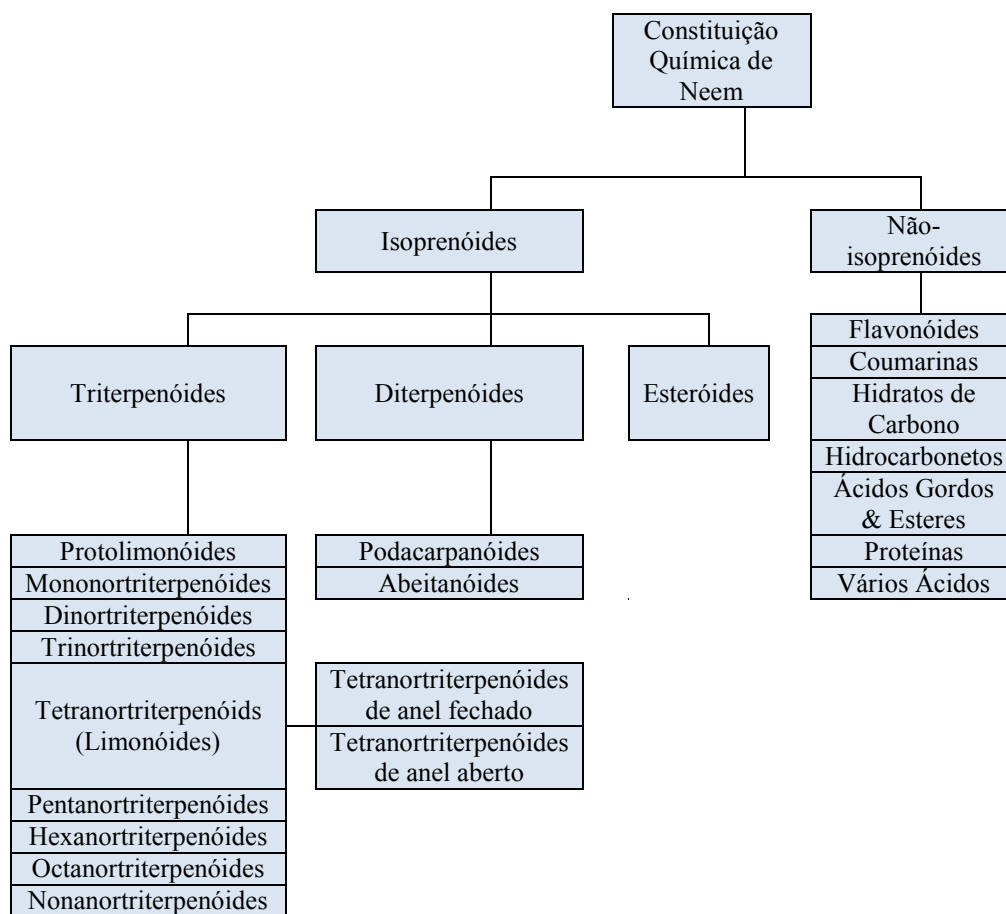 Constituição
Química de
Neem
Isoprenóides
Não-
isoprenóides
Triterpenóides
Diterpenóides
Esteróides
Flavonóides
Coumarinas
Hidratos de
Carbono
Hidrocarbonetos
Ácidos Gordos
& Esteres
Proteínas
Vários Ácidos
Protolimonóides
Mononortriterpenóides
Dinortriterpenóides
Trinortriterpenóides
Tetranortriterpenóids
(Limonóides)
Pentanortriterpenóides
Hexanortriterpenóides
Octanortriterpenóides
Nonanortriterpenóides
Podacarpanóides
Abeitanóides
Tetranortriterpenóides
de anel fechado
Tetranortriterpenóides
de anel aberto